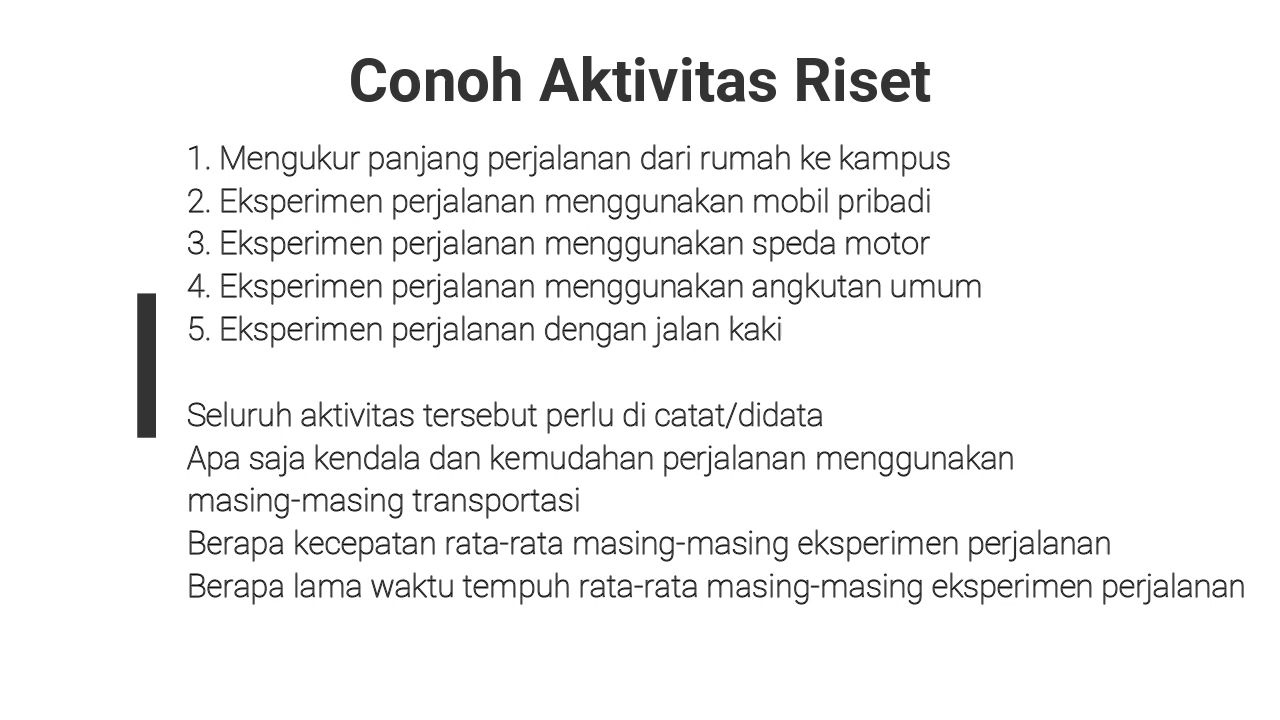 Conoh Aktivitas Riset
1. Mengukur panjang perjalanan dari rumah ke kampus
2. Eksperimen perjalanan menggunakan mobil pribadi
3. Eksperimen perjalanan menggunakan speda motor
4. Eksperimen perjalanan menggunakan angkutan umum
5. Eksperimen perjalanan dengan jalan kaki
Seluruh aktivitas tersebut perlu di catat/didata
Apa saja kendala dan kemudahan perjalanan menggunakan
masing-masing transportasi
Berapa kecepatan rata-rata masing-masing eksperimen perjalanan
Berapa lama waktu tempuh rata-rata masing-masing eksperimen perjalanan